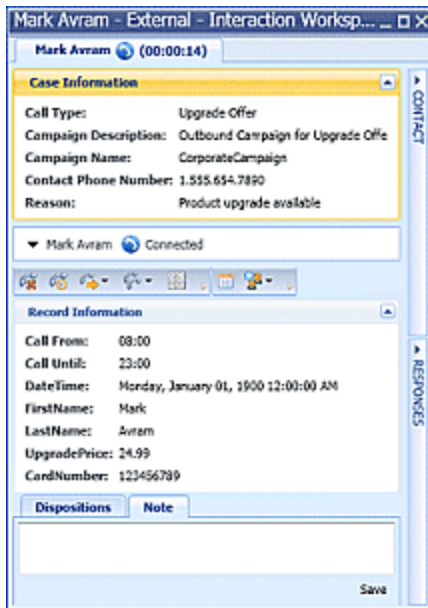 Mark Avram - External - Interaction Worksp...
Mark Avram (00:00:14)
Case Information
Call Type: Upgrade Offer
Campaign Description: Outbound Campaign for Upgrade Offe
Campaign Name: CorporateCampaign
Contact Phone Number: 1.555.654.7890
Reason: Product upgrade available
Mark Avram Connected
Record Information
Call From: 08:00
Call Until: 23:00
DateTime: Monday, January 01, 1900 12:00:00 AM
FirstName: Mark
LastName: Avram
UpgradePrice: 24.99
CardNumber: 123456789
Dispositions Note
Save
CONTACT
RESPONSES